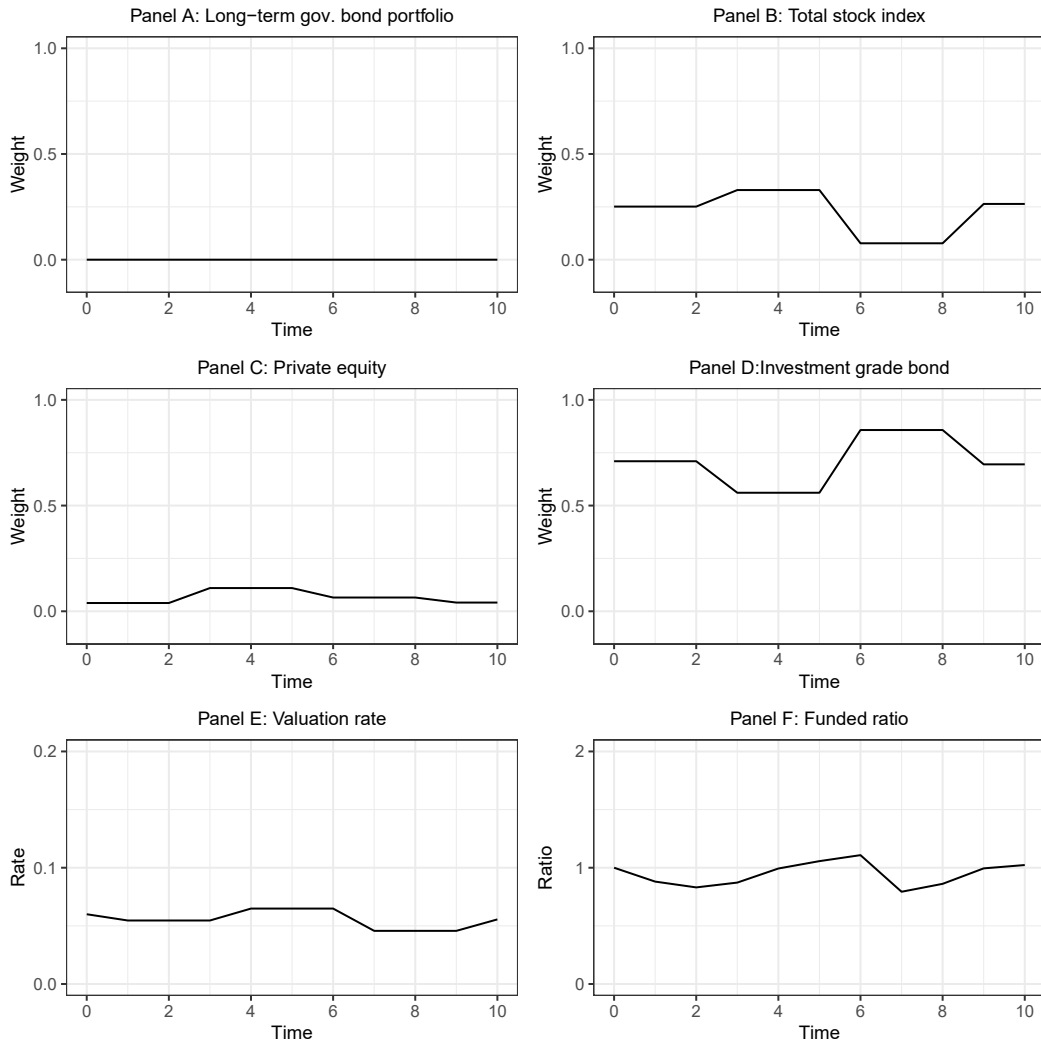 Panel A: Long−term gov. bond portfolio
1.0
0.5
0.0
Weight
0 2 4 6 8 10
Time
Panel B: Total stock index
1.0
0.5
0.0
Weight
0 2 4 6 8 10
Time
Panel C: Private equity
1.0
0.5
0.0
Weight
0 2 4 6 8 10
Time
Panel D:Investment grade bond
1.0
0.5
0.0
Weight
0 2 4 6 8 10
Time
Panel E: Valuation rate
0.2
0.1
0.0
Rate
0 2 4 6 8 10
Time
Panel F: Funded ratio
2
1
0
Ratio
0 2 4 6 8 10
Time